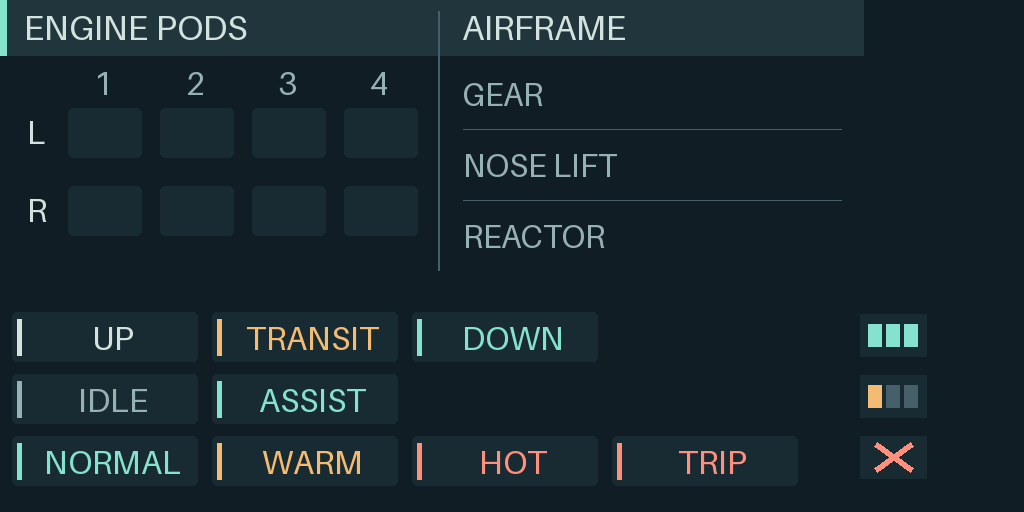 ENGINE PODS
AIRFRAME
1 2 3 4
L
R
GEAR
NOSE LIFT
REACTOR
UP TRANSIT DOWN
IDLE ASSIST
NORMAL WARM HOT TRIP